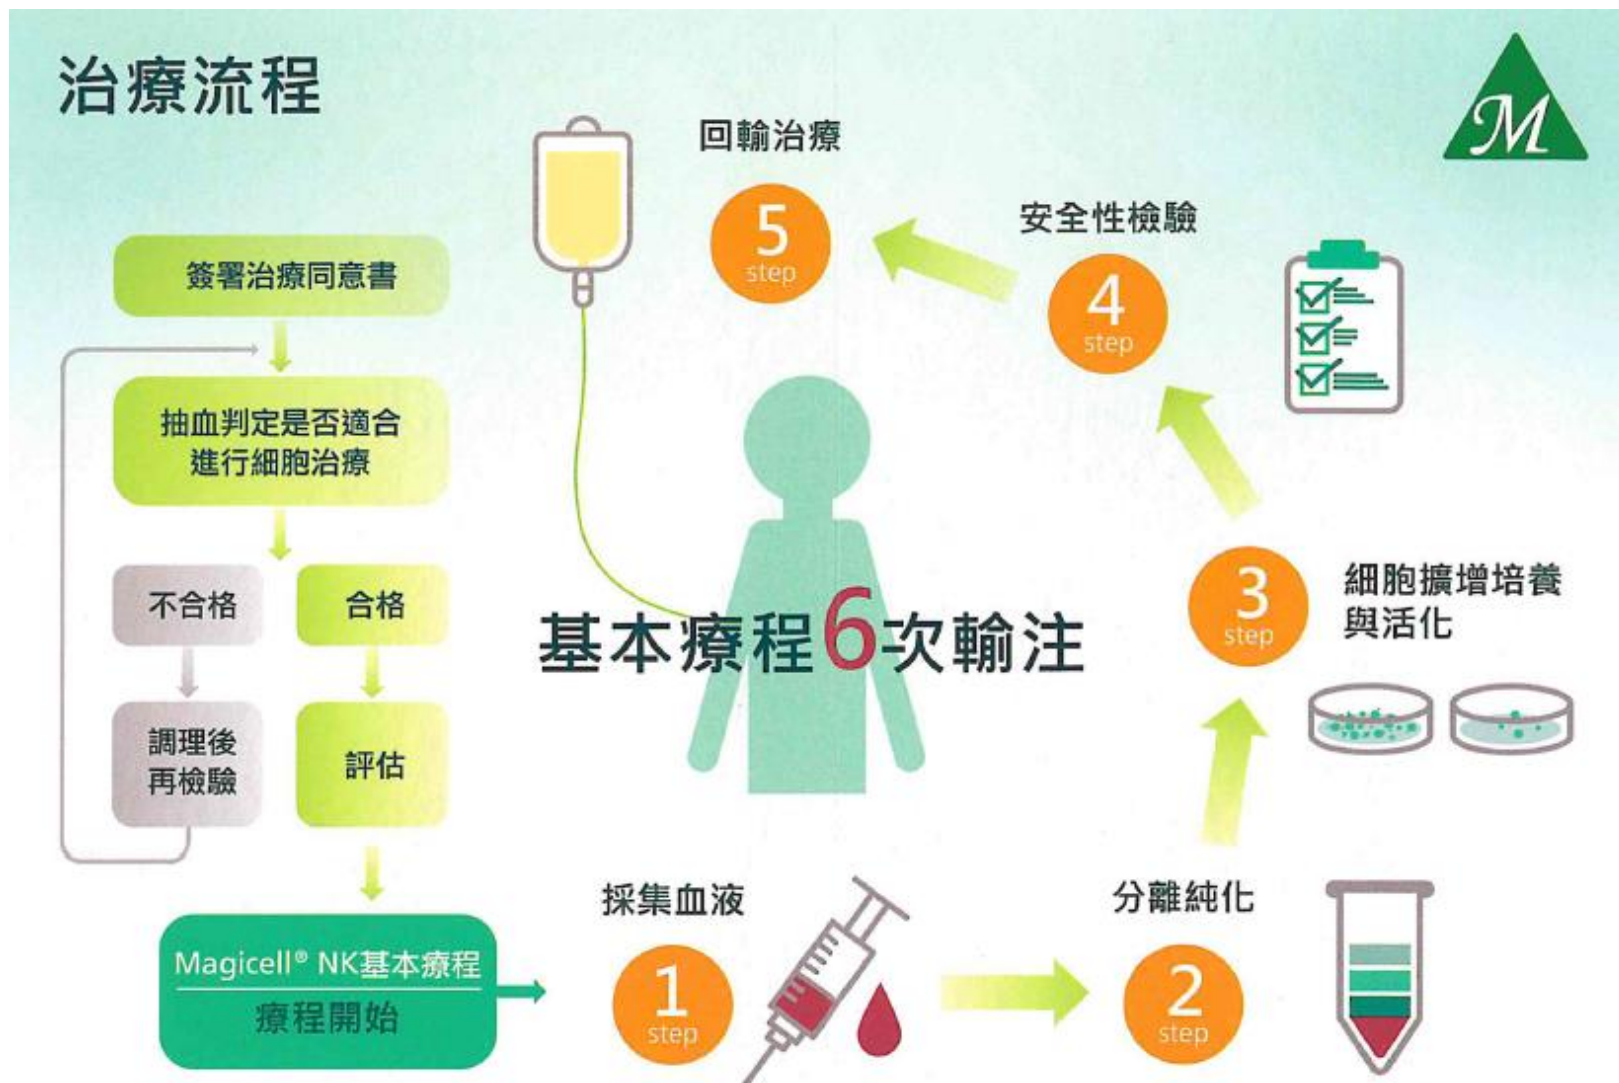 治療流程
M
簽署治療同意書
抽血判定是否適合
進行細胞治療
不合格
合格
調理後
再檢驗
評估
Magicell® NK基本療程
療程開始
採集血液
1
step
分離純化
2
step
3
step
細胞擴增培養
與活化
安全性檢驗
4
step
回輸治療
5
step
基本療程6次輸注